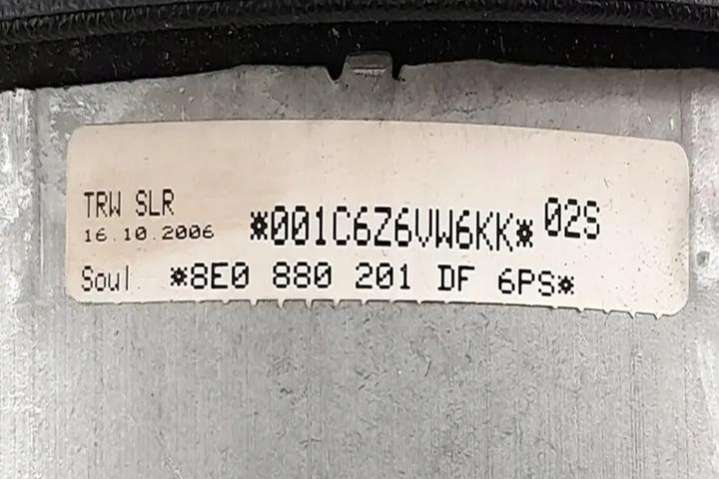 TRW SLR
16.10.2006 *001C6Z6VW6KK* 02S
Soul *8E0 880 201 DF 6PS*